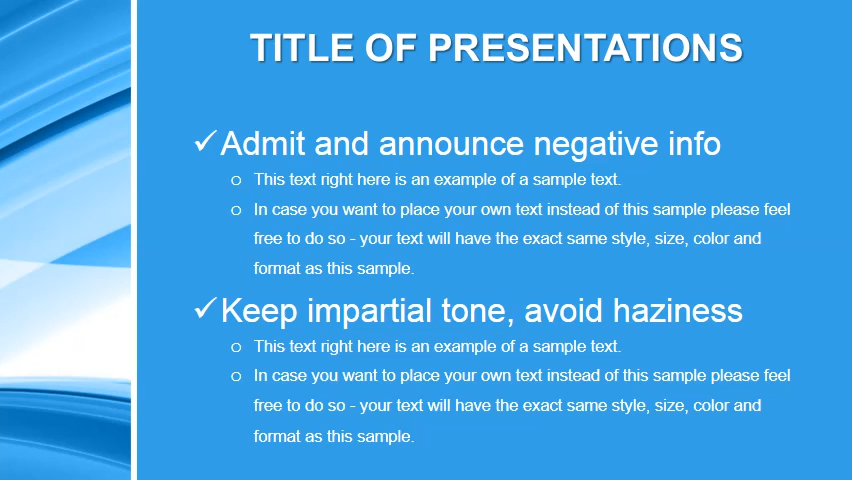 TITLE OF PRESENTATIONS
✓Admit and announce negative info
o This text right here is an example of a sample text.
o In case you want to place your own text instead of this sample please feel
free to do so - your text will have the exact same style, size, color and
format as this sample.
✓Keep impartial tone, avoid haziness
o This text right here is an example of a sample text.
o In case you want to place your own text instead of this sample please feel
free to do so - your text will have the exact same style, size, color and
format as this sample.